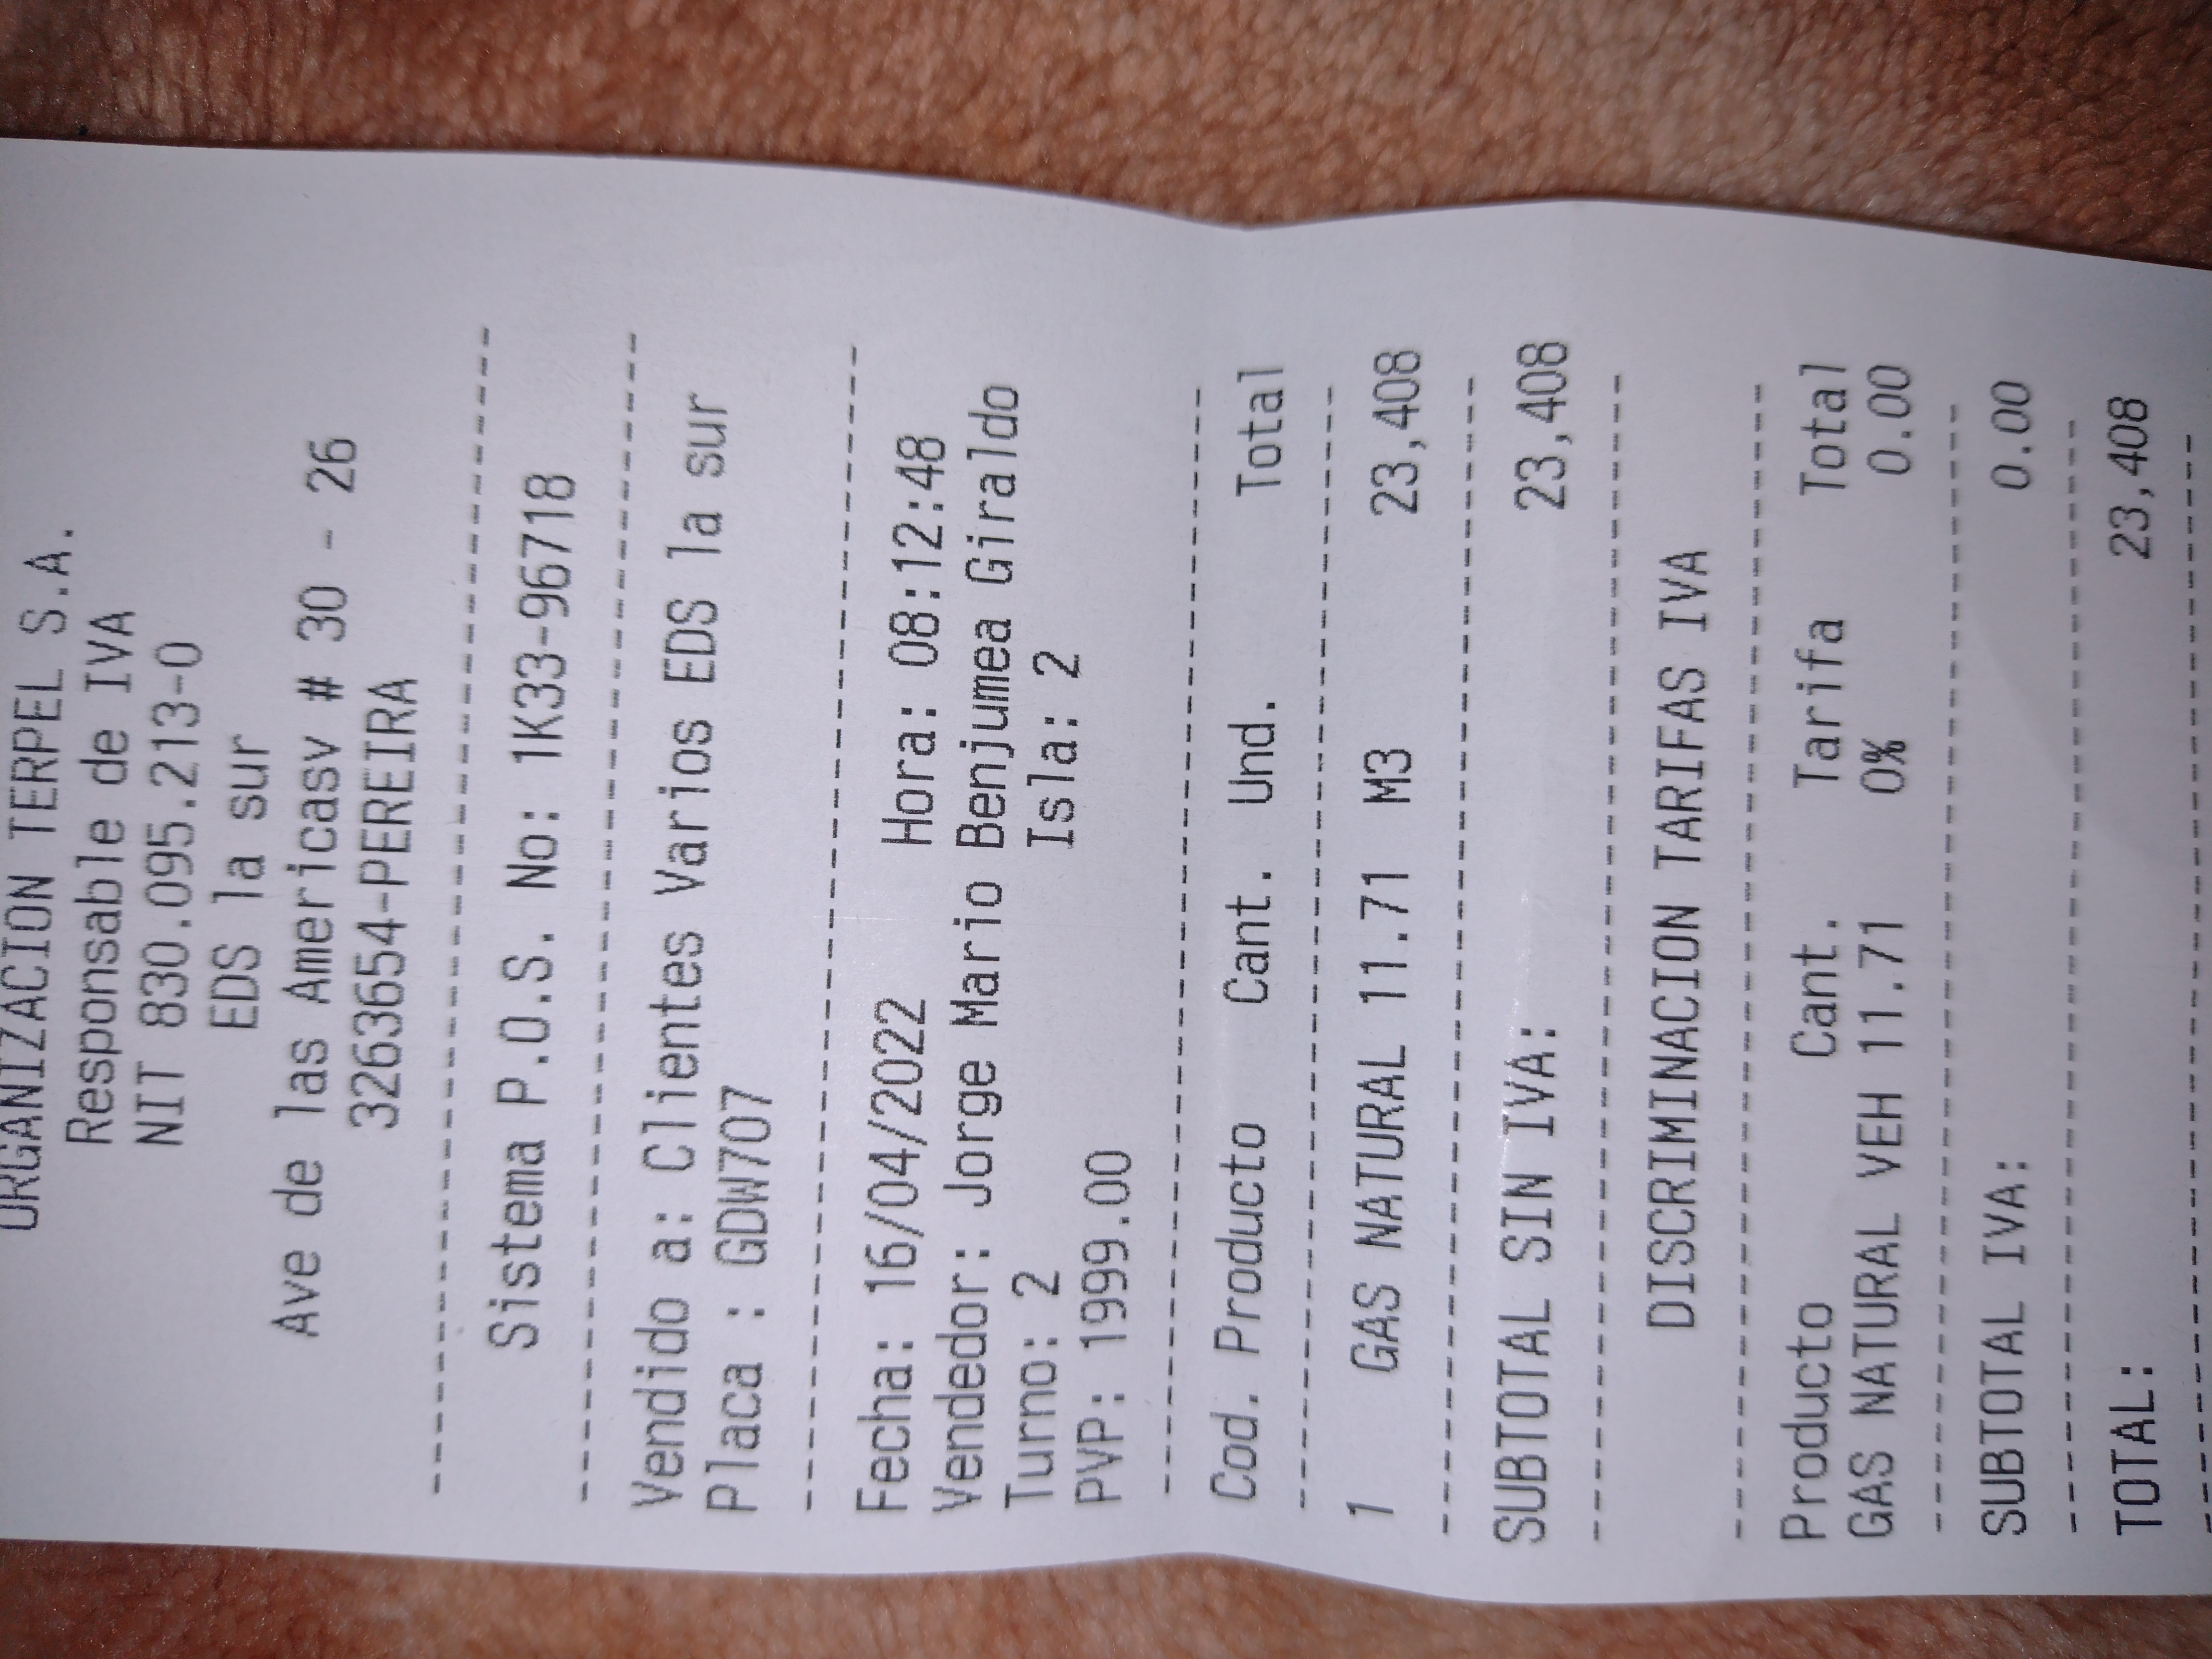 ORGANIZACION TERPEL S.A.
Responsable de IVA
NIT 830.095.213-0
EDS la sur
Ave de las Americasv # 30 - 26
3263654-PEREIRA
Sistema P.O.S. No: 1K33-96718
Vendido a: Clientes Varios EDS la sur
Placa : GDW707
Fecha: 16/04/2022 Hora: 08:12:48
Vendedor: Jorge Mario Benjumea Giraldo
Turno: 2 Isla: 2
PVP: 1999.00
Cod. Producto Cant. Und. Total
1 GAS NATURAL 11.71 M3 23,408
SUBTOTAL SIN IVA: 23,408
DISCRIMINACION TARIFAS IVA
Producto Cant. Tarifa Total
GAS NATURAL VEH 11.71 0% 0.00
SUBTOTAL IVA: 0.00
TOTAL: 23,408